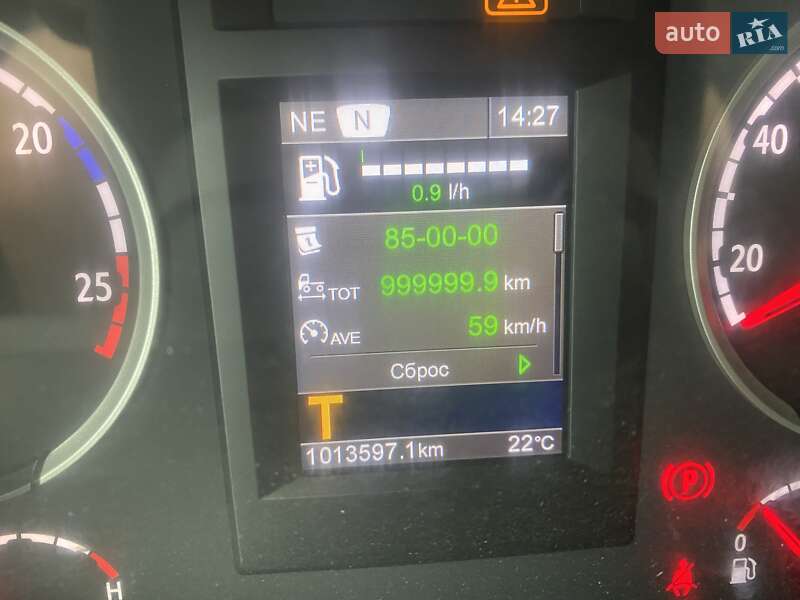 auto RIA.com
NE N 14:27
20
40
0.9 l/h
85-00-00
25
20
TOT 999999.9 km
AVE 59 km/h
Сброс
T
1013597.1km 22°C
P
0
H